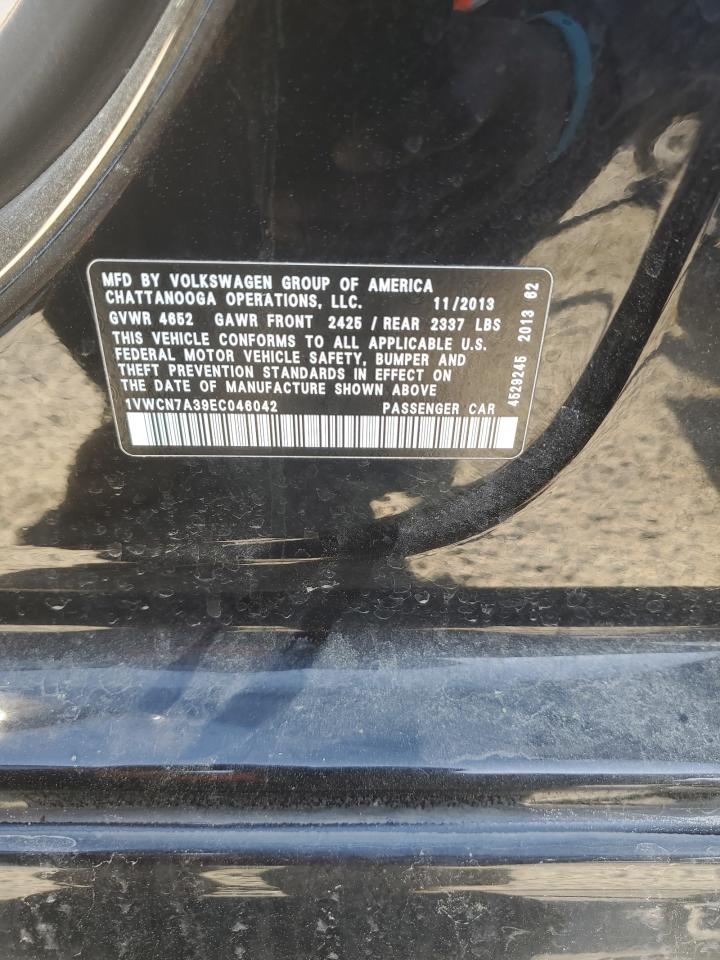 MFD BY VOLKSWAGEN GROUP OF AMERICA
CHATTANOOGA OPERATIONS, LLC. 11/2013
GVWR 4652 GAWR FRONT 2425 / REAR 2337 LBS
THIS VEHICLE CONFORMS TO ALL APPLICABLE U.S.
FEDERAL MOTOR VEHICLE SAFETY, BUMPER AND
THEFT PREVENTION STANDARDS IN EFFECT ON
THE DATE OF MANUFACTURE SHOWN ABOVE
1VWCN7A39EC046042 PASSENGER CAR
4529245 2013 62